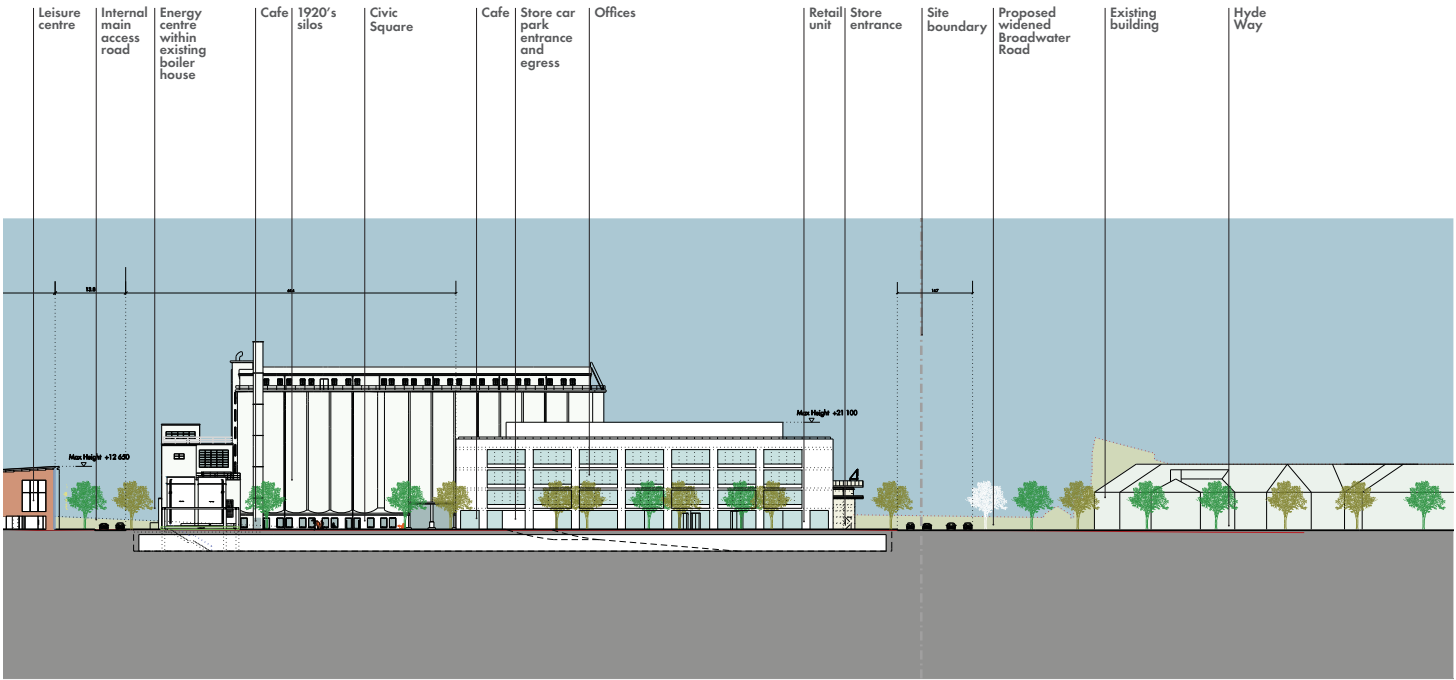 Leisure
centre
Internal
main
access
road
Energy
centre
within
existing
boiler
house
Cafe
1920's
silos
Civic
Square
Cafe
Store car
park
entrance
and
egress
Offices
Retail
unit
Store
entrance
Site
boundary
Proposed
widened
Broadwater
Road
Existing
building
Hyde
Way
Max Height +21 100
Max Height +12 650